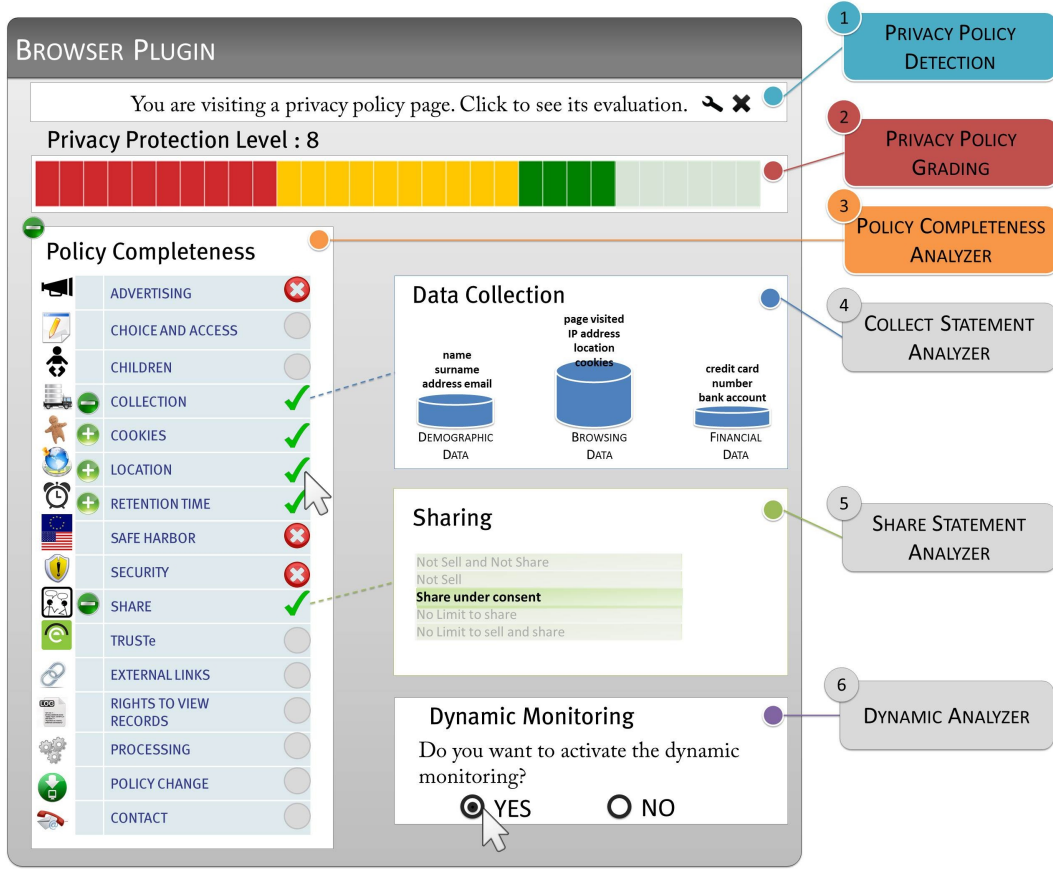 BROWSER PLUGIN
You are visiting a privacy policy page. Click to see its evaluation.
Privacy Protection Level : 8
Policy Completeness
ADVERTISING
CHOICE AND ACCESS
CHILDREN
COLLECTION
COOKIES
LOCATION
RETENTION TIME
SAFE HARBOR
SECURITY
SHARE
TRUSTe
EXTERNAL LINKS
LOG
RIGHTS TO VIEW
RECORDS
PROCESSING
POLICY CHANGE
CONTACT
Data Collection
name
surname
address email
DEMOGRAPHIC
DATA
page visited
IP address
location
cookies
BROWSING
DATA
credit card
number
bank account
FINANCIAL
DATA
Sharing
Not Sell and Not Share
Not Sell
Share under consent
No Limit to share
No Limit to sell and share
Dynamic Monitoring
Do you want to activate the dynamic
monitoring?
YES NO
1
PRIVACY POLICY
DETECTION
2
PRIVACY POLICY
GRADING
3
POLICY COMPLETENESS
ANALYZER
4
COLLECT STATEMENT
ANALYZER
5
SHARE STATEMENT
ANALYZER
6
DYNAMIC ANALYZER